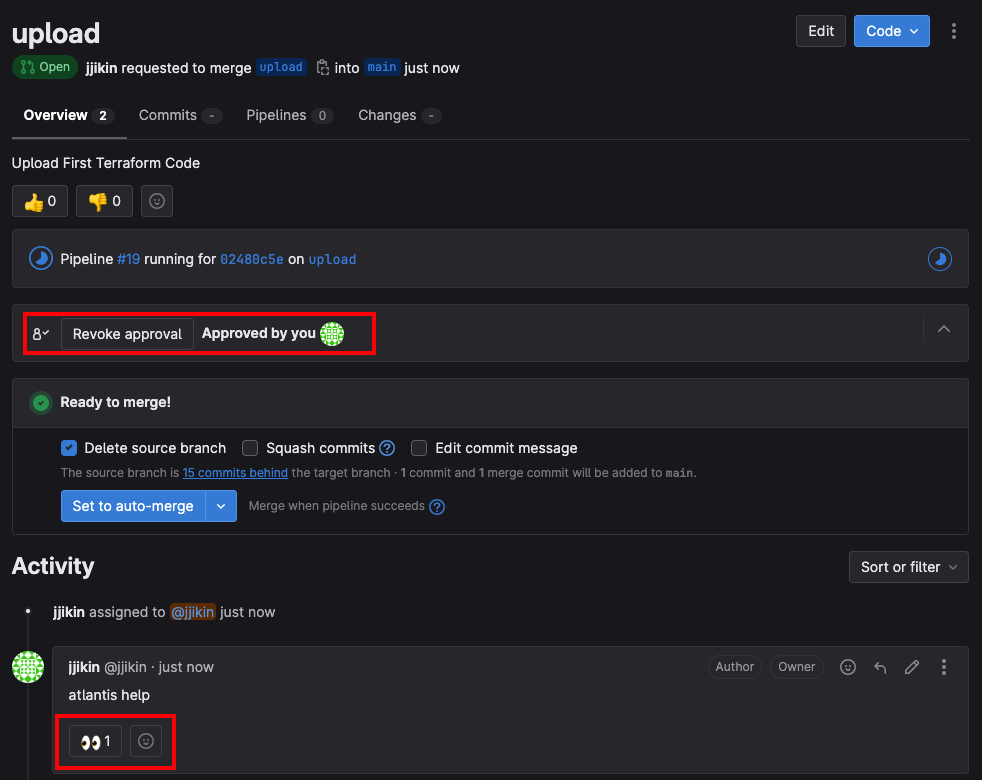 upload
Edit
Code
Open jjikin requested to merge upload into main just now
Overview 2 Commits - Pipelines 0 Changes -
Upload First Terraform Code
👍 0 👎 0
Pipeline #19 running for 02480c5e on upload
Revoke approval Approved by you
Ready to merge!
Delete source branch Squash commits ? Edit commit message
The source branch is 15 commits behind the target branch · 1 commit and 1 merge commit will be added to main.
Set to auto-merge Merge when pipeline succeeds ?
Activity
Sort or filter
jjikin assigned to @jjikin just now
jjikin @jjikin · just now
Author Owner
atlantis help
👀 1